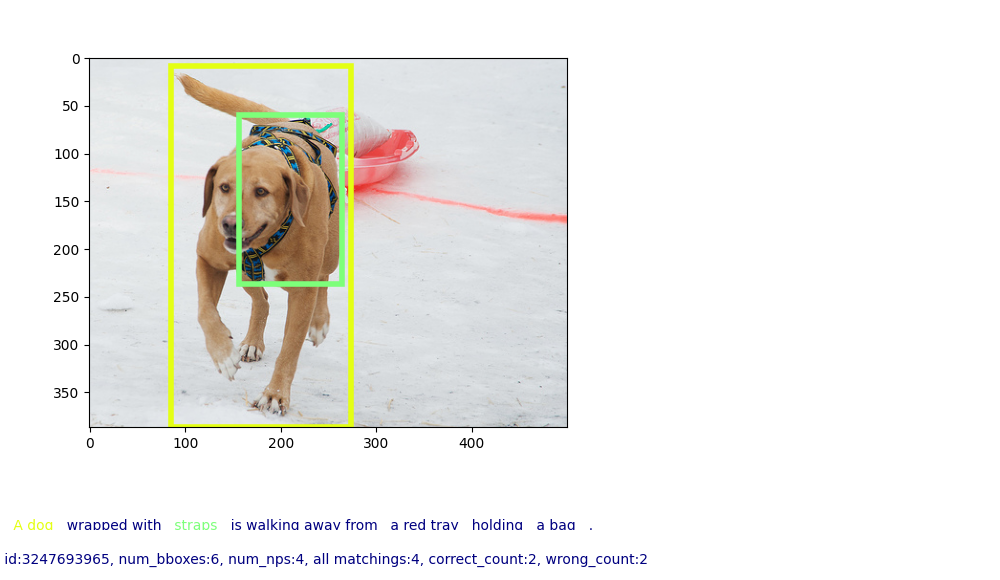 0
50
100
150
200
250
300
350
0 100 200 300 400
A dog wrapped with straps is walking away from a red tray holding a bag .
id:3247693965, num_bboxes:6, num_nps:4, all matchings:4, correct_count:2, wrong_count:2